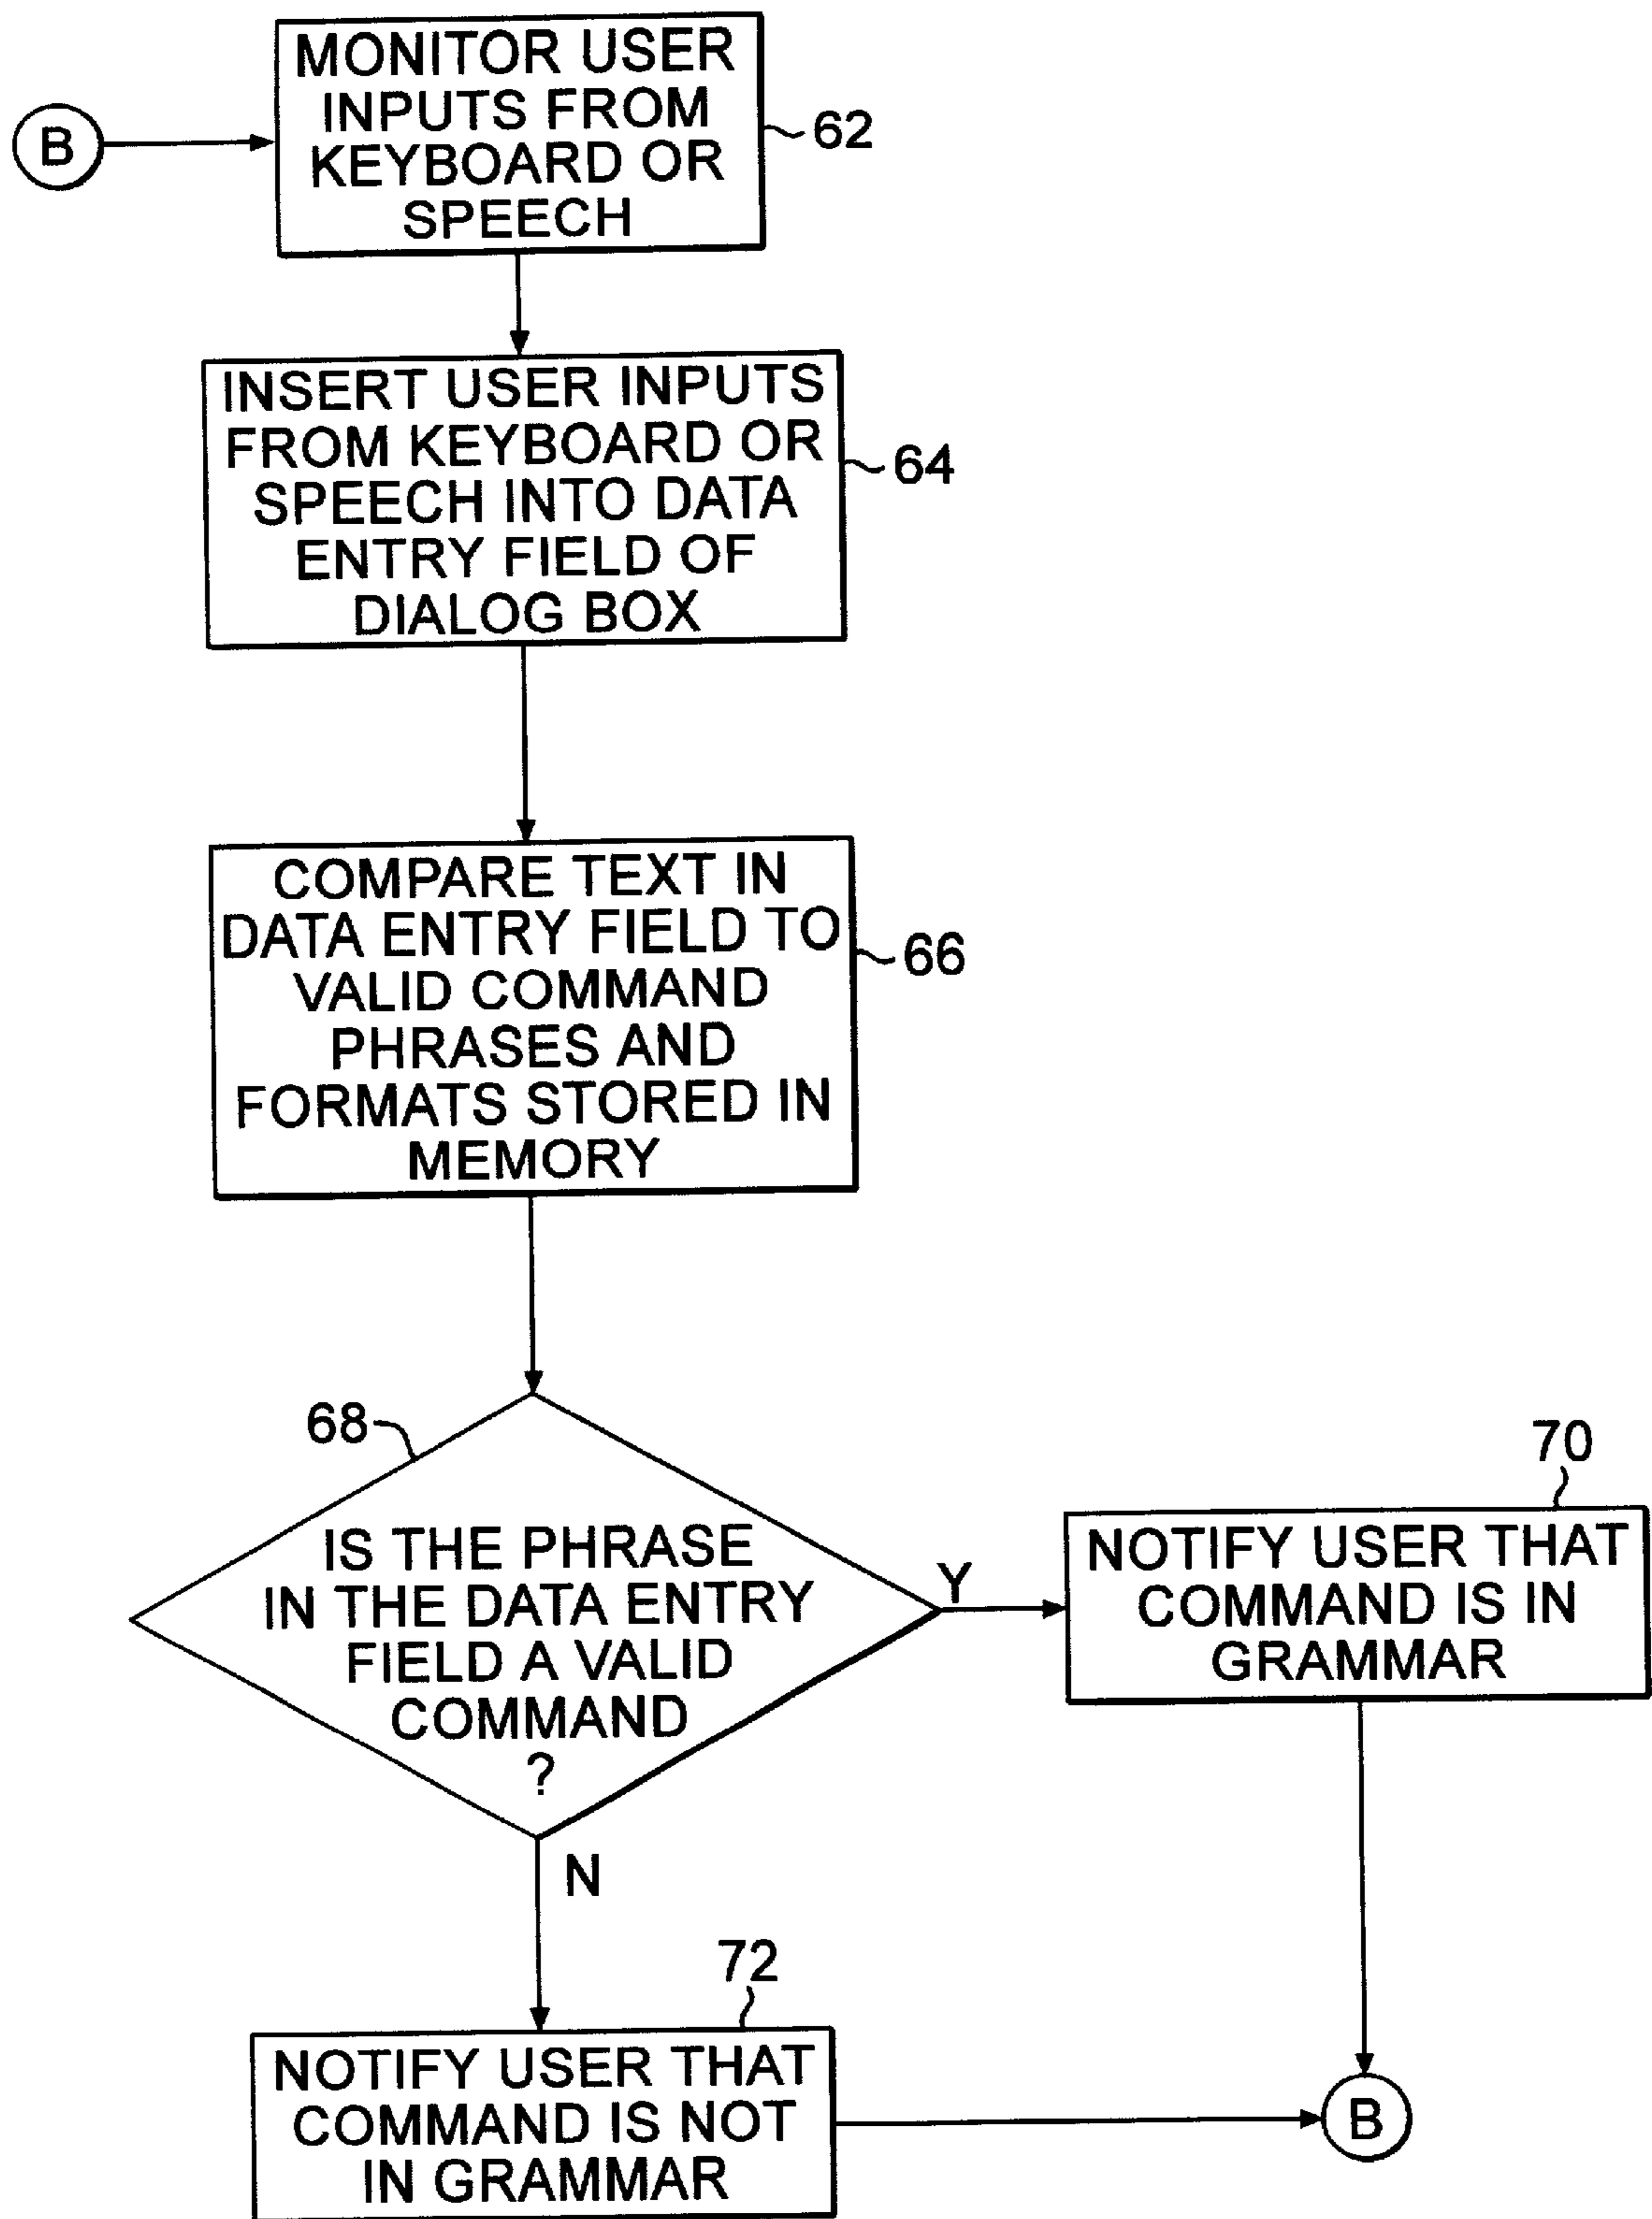 MONITOR USER
INPUTS FROM
KEYBOARD OR
SPEECH
62
B
INSERT USER INPUTS
FROM KEYBOARD OR
SPEECH INTO DATA
ENTRY FIELD OF
DIALOG BOX
64
COMPARE TEXT IN
DATA ENTRY FIELD TO
VALID COMMAND
PHRASES AND
FORMATS STORED IN
MEMORY
66
68
IS THE PHRASE
IN THE DATA ENTRY
FIELD A VALID
COMMAND
?
Y
70
NOTIFY USER THAT
COMMAND IS IN
GRAMMAR
N
72
NOTIFY USER THAT
COMMAND IS NOT
IN GRAMMAR
B